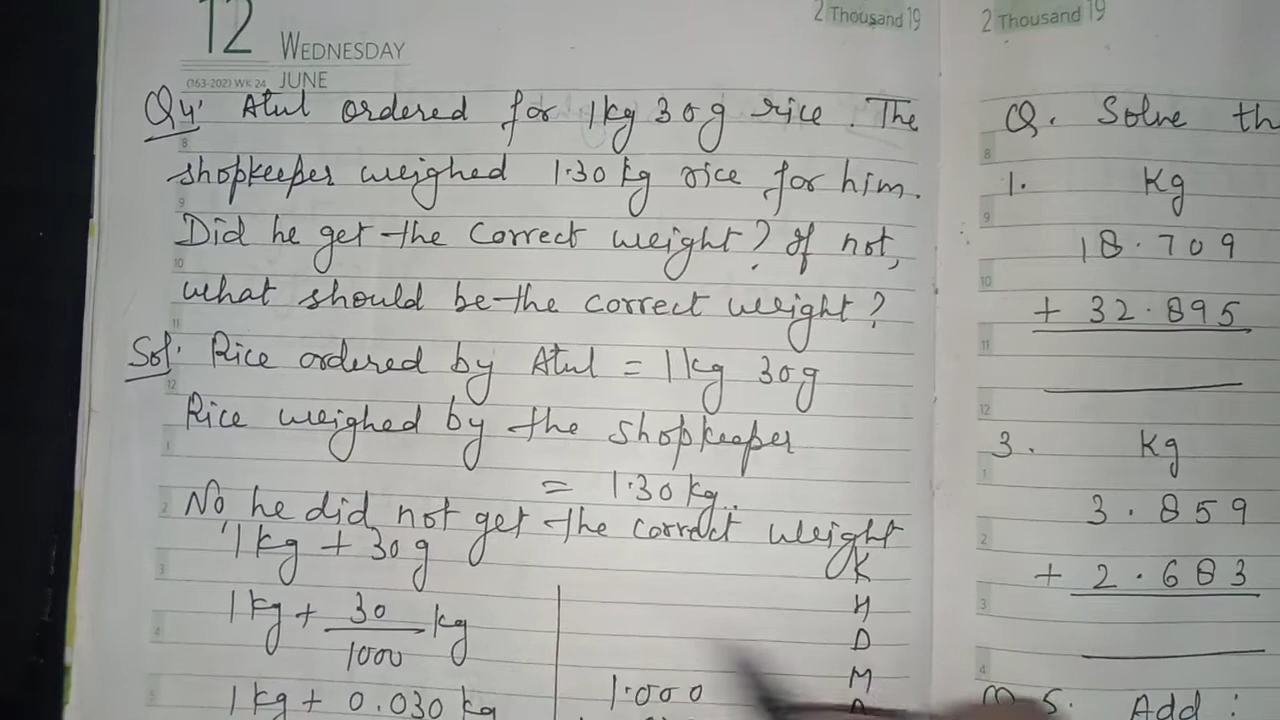 12 WEDNESDAY
(163-202) WK 24 JUNE
2 Thousand 19
Q4. Atul ordered for 1kg 30g rice. The
shopkeeper weighed 1.30 kg rice for him.
Did he get the correct weight? If not,
what should be the correct weight?
Sol. Rice ordered by Atul = 1kg 30g
Rice weighed by the shopkeeper
= 1.30 kg.
No he did not get the correct weight
1kg + 30g
1kg + 30/1000 kg
1kg + 0.030 kg
1.000
K
H
D
M
2 Thousand 19
Q. Solve th
1. Kg
18.709
+ 32.895
3. Kg
3.859
+ 2.683
5. Add :